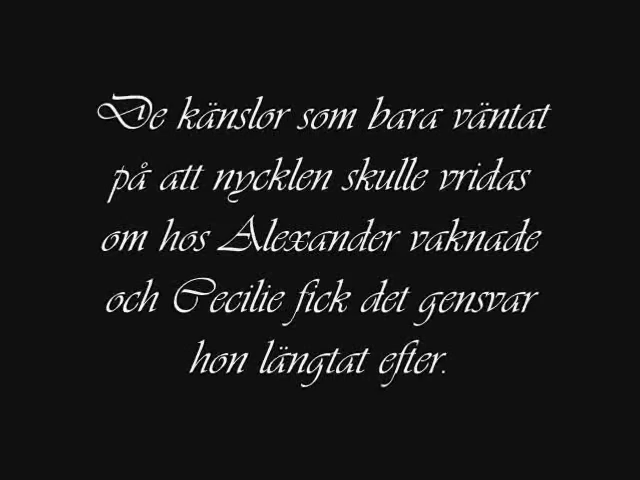 De känslor som bara väntat
på att nycklen skulle vridas
om hos Alexander vaknade
och Cecilie fick det gensvar
hon längtat efter.